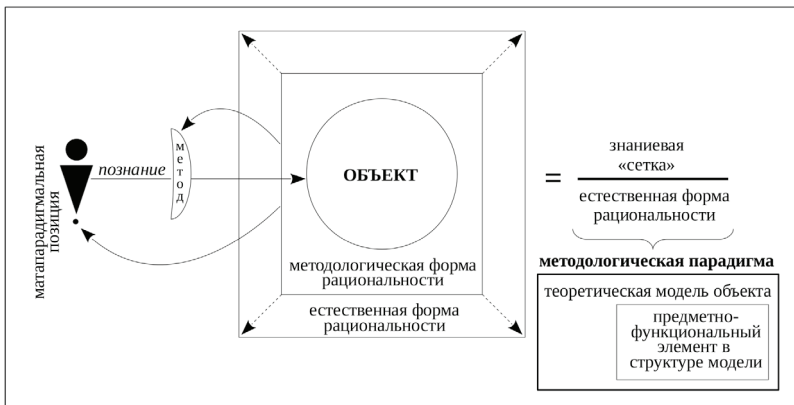 матапарадигмальная
позиция
познание
метод
ОБЪЕКТ
методологическая форма
рациональности
естественная форма
рациональности
=
знаниевая
«сетка»
естественная форма
рациональности
методологическая парадигма
теоретическая модель объекта
предметно-
функциональный
элемент в
структуре модели